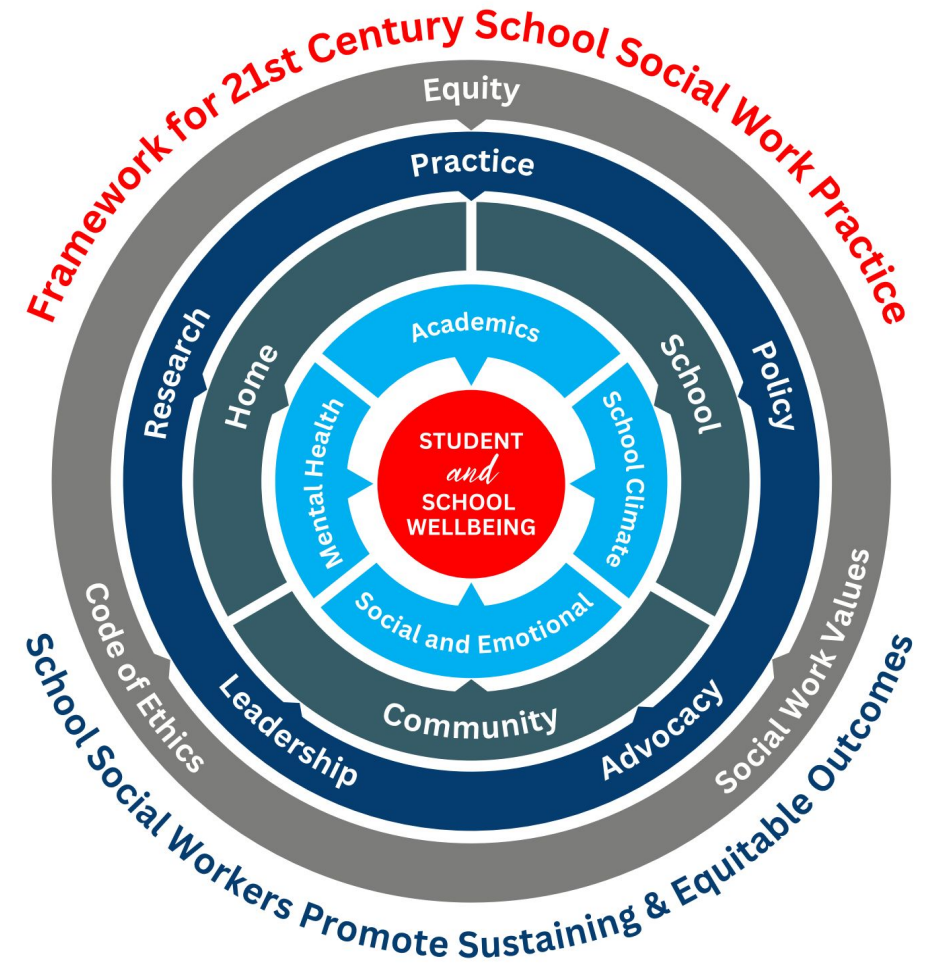 Framework for 21st Century School Social Work Practice
Equity
Practice
Research
Policy
Home
School
Academics
Mental Health
School Climate
STUDENT
and
SCHOOL
WELLBEING
Social and Emotional
Community
Leadership
Advocacy
Code of Ethics
Social Work Values
School Social Workers Promote Sustaining & Equitable Outcomes